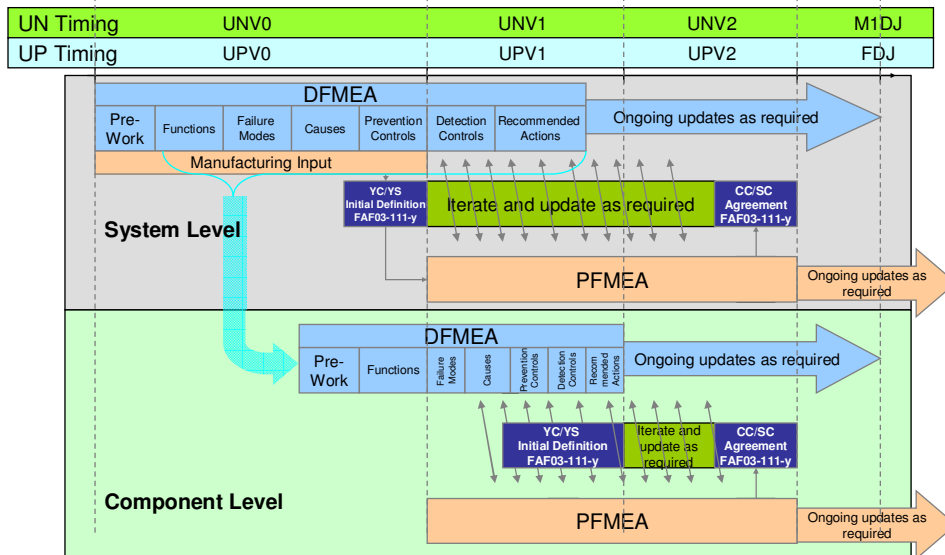 UN Timing UNV0 UNV1 UNV2 M1DJ
UP Timing UPV0 UPV1 UPV2 FDJ
DFMEA
Pre-
Work
Functions
Failure
Modes
Causes
Prevention
Controls
Detection
Controls
Recommended
Actions
Ongoing updates as required
Manufacturing Input
YC/YS
Initial Definition
FAF03-111-y
Iterate and update as required
CC/SC
Agreement
FAF03-111-y
System Level
PFMEA
Ongoing updates as
required
DFMEA
Pre-
Work
Functions
Failure
Modes
Causes
Prevention
Controls
Detection
Controls
Recom
mended
Actions
Ongoing updates as required
YC/YS
Initial Definition
FAF03-111-y
Iterate and
update as
required
CC/SC
Agreement
FAF03-111-y
Component Level
PFMEA
Ongoing updates as
required